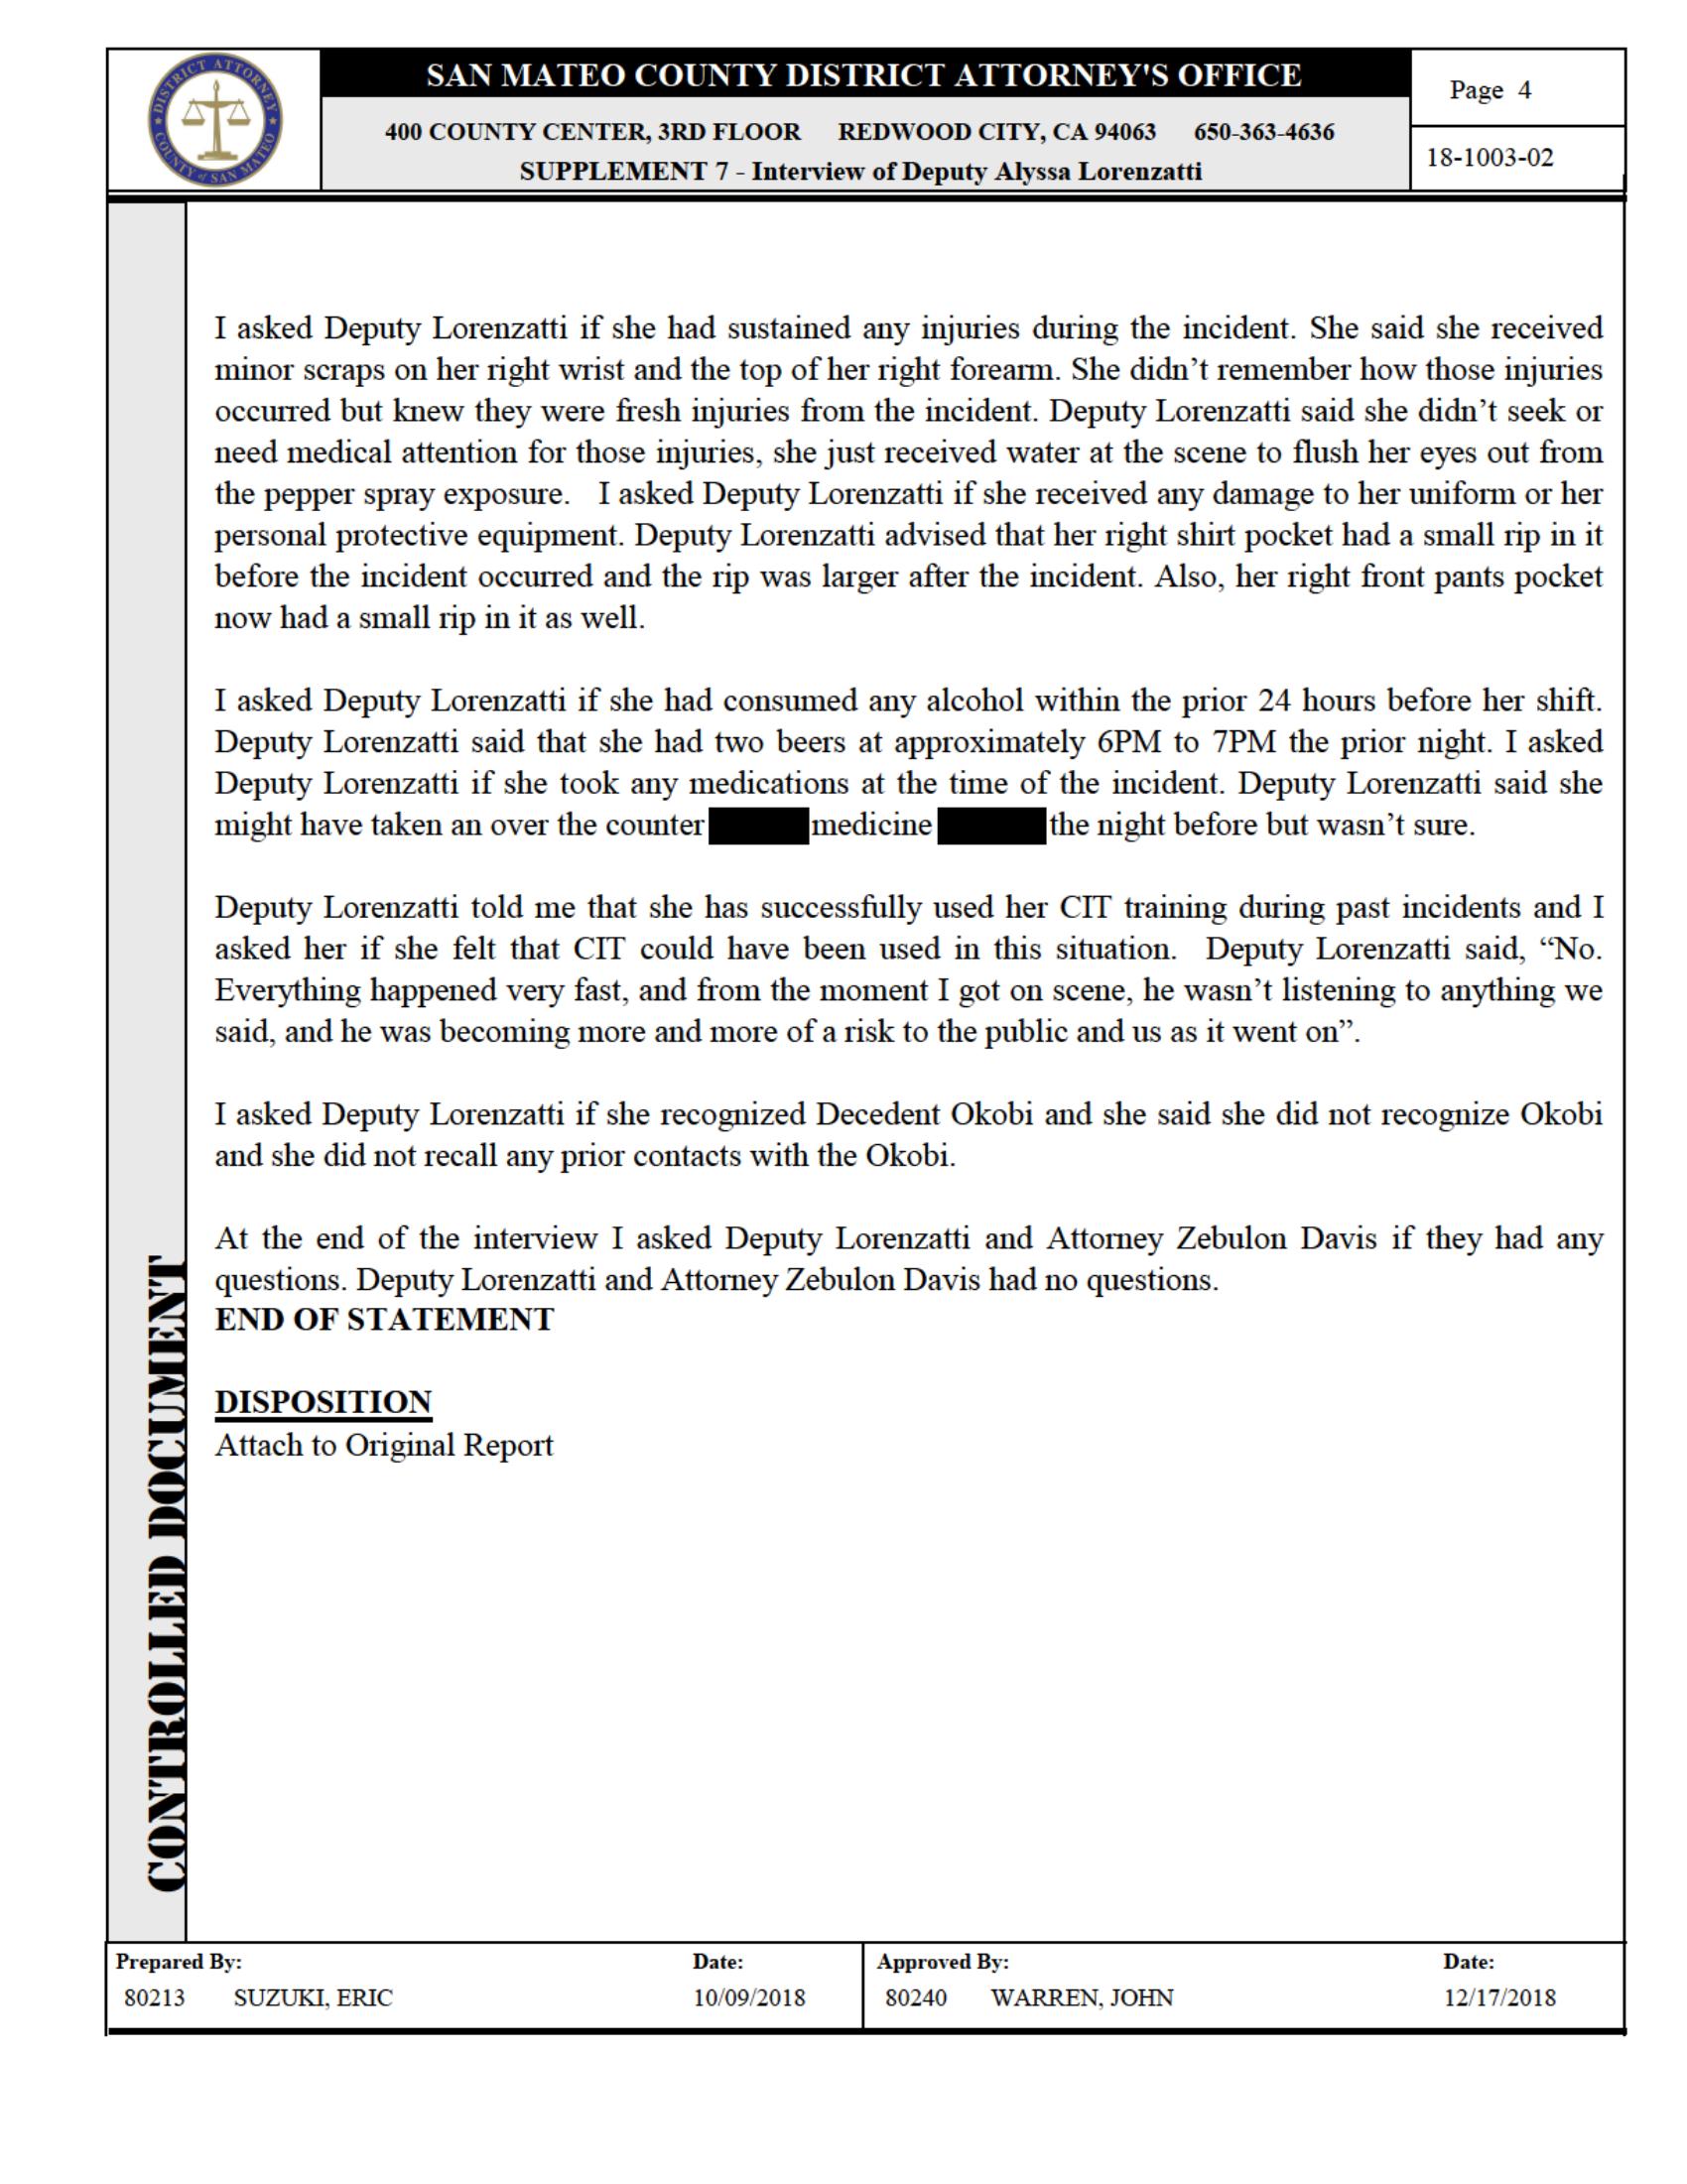 DISTRICT ATTORNEY
COUNTY of SAN MATEO
SAN MATEO COUNTY DISTRICT ATTORNEY'S OFFICE
400 COUNTY CENTER, 3RD FLOOR REDWOOD CITY, CA 94063 650-363-4636
SUPPLEMENT 7 - Interview of Deputy Alyssa Lorenzatti
Page 4
18-1003-02
I asked Deputy Lorenzatti if she had sustained any injuries during the incident. She said she received
minor scraps on her right wrist and the top of her right forearm. She didn’t remember how those injuries
occurred but knew they were fresh injuries from the incident. Deputy Lorenzatti said she didn’t seek or
need medical attention for those injuries, she just received water at the scene to flush her eyes out from
the pepper spray exposure. I asked Deputy Lorenzatti if she received any damage to her uniform or her
personal protective equipment. Deputy Lorenzatti advised that her right shirt pocket had a small rip in it
before the incident occurred and the rip was larger after the incident. Also, her right front pants pocket
now had a small rip in it as well.
I asked Deputy Lorenzatti if she had consumed any alcohol within the prior 24 hours before her shift.
Deputy Lorenzatti said that she had two beers at approximately 6PM to 7PM the prior night. I asked
Deputy Lorenzatti if she took any medications at the time of the incident. Deputy Lorenzatti said she
might have taken an over the counter medicine the night before but wasn’t sure.
Deputy Lorenzatti told me that she has successfully used her CIT training during past incidents and I
asked her if she felt that CIT could have been used in this situation. Deputy Lorenzatti said, “No.
Everything happened very fast, and from the moment I got on scene, he wasn’t listening to anything we
said, and he was becoming more and more of a risk to the public and us as it went on”.
I asked Deputy Lorenzatti if she recognized Decedent Okobi and she said she did not recognize Okobi
and she did not recall any prior contacts with the Okobi.
At the end of the interview I asked Deputy Lorenzatti and Attorney Zebulon Davis if they had any
questions. Deputy Lorenzatti and Attorney Zebulon Davis had no questions.
END OF STATEMENT
DISPOSITION
Attach to Original Report
CONTROLLED DOCUMENT
Prepared By: Date: Approved By: Date:
80213 SUZUKI, ERIC 10/09/2018 80240 WARREN, JOHN 12/17/2018